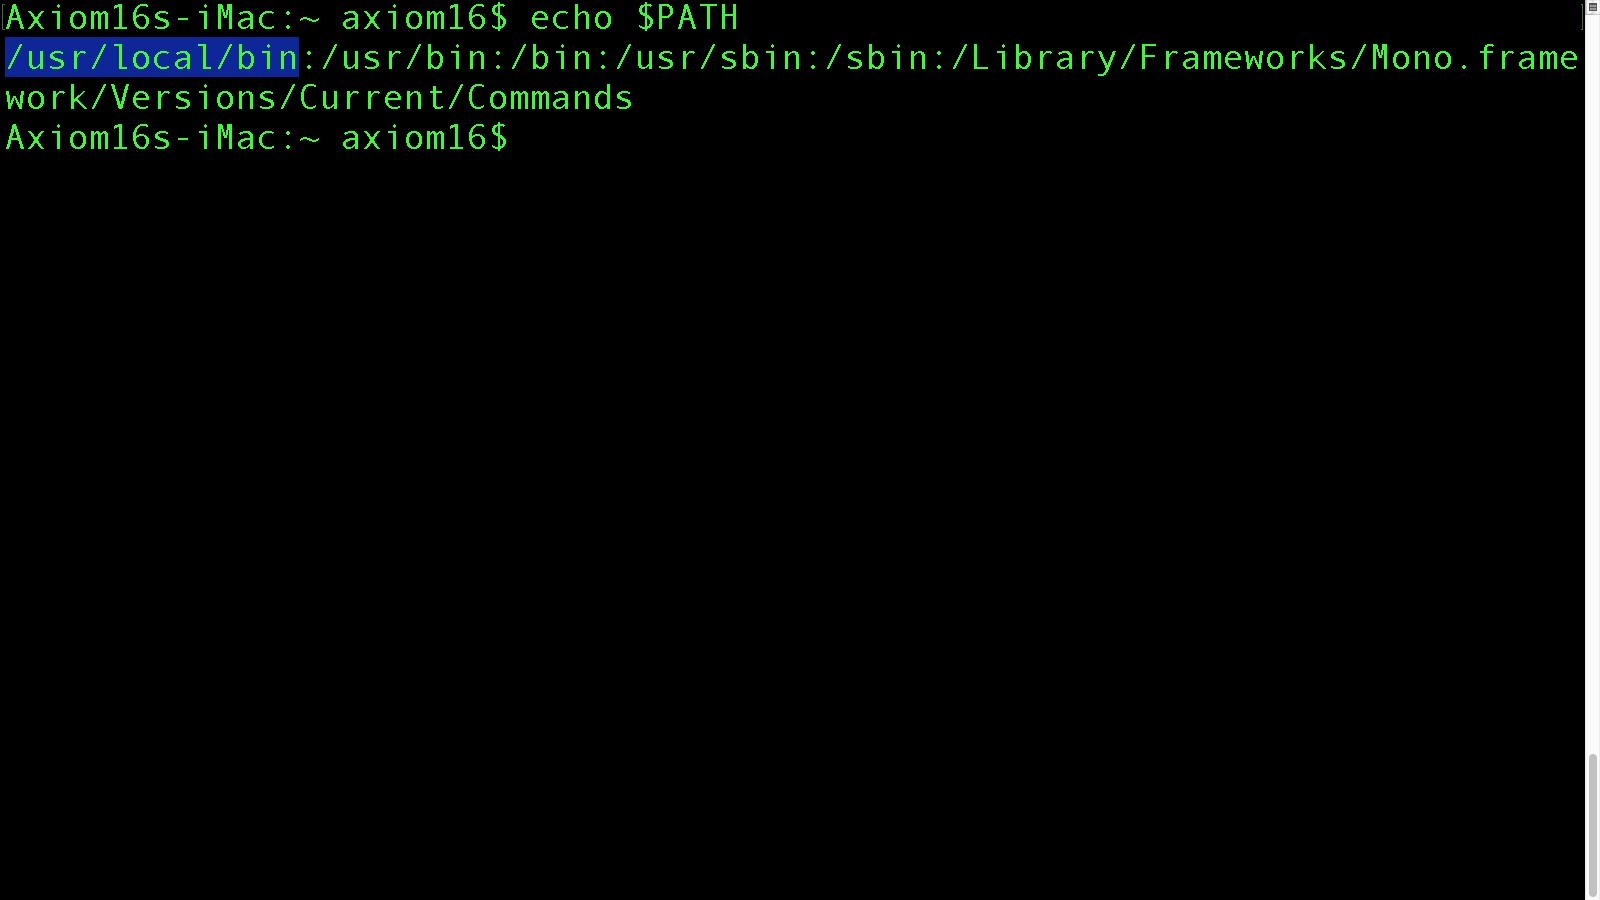 Axiom16s-iMac:~ axiom16$ echo $PATH
/usr/local/bin:/usr/bin:/bin:/usr/sbin:/sbin:/Library/Frameworks/Mono.frame
work/Versions/Current/Commands
Axiom16s-iMac:~ axiom16$